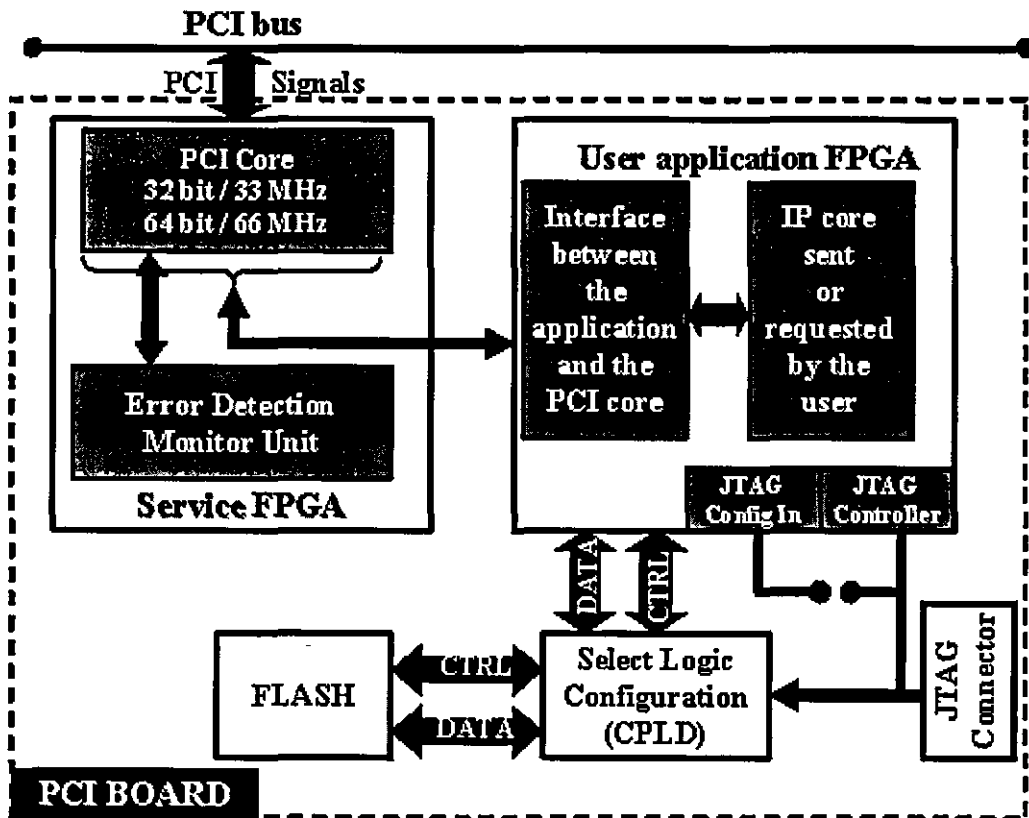 PCI bus
PCI Signals
PCI Core
32 bit / 33 MHz
64 bit / 66 MHz
Error Detection
Monitor Unit
Service FPGA
User application FPGA
Interface
between
the
application
and the
PCI core
IP core
sent
or
requested
by the
user
JTAG
Config In
JTAG
Controller
DATA
CTRL
FLASH
CTRL
DATA
Select Logic
Configuration
(CPLD)
JTAG
Connector
PCI BOARD